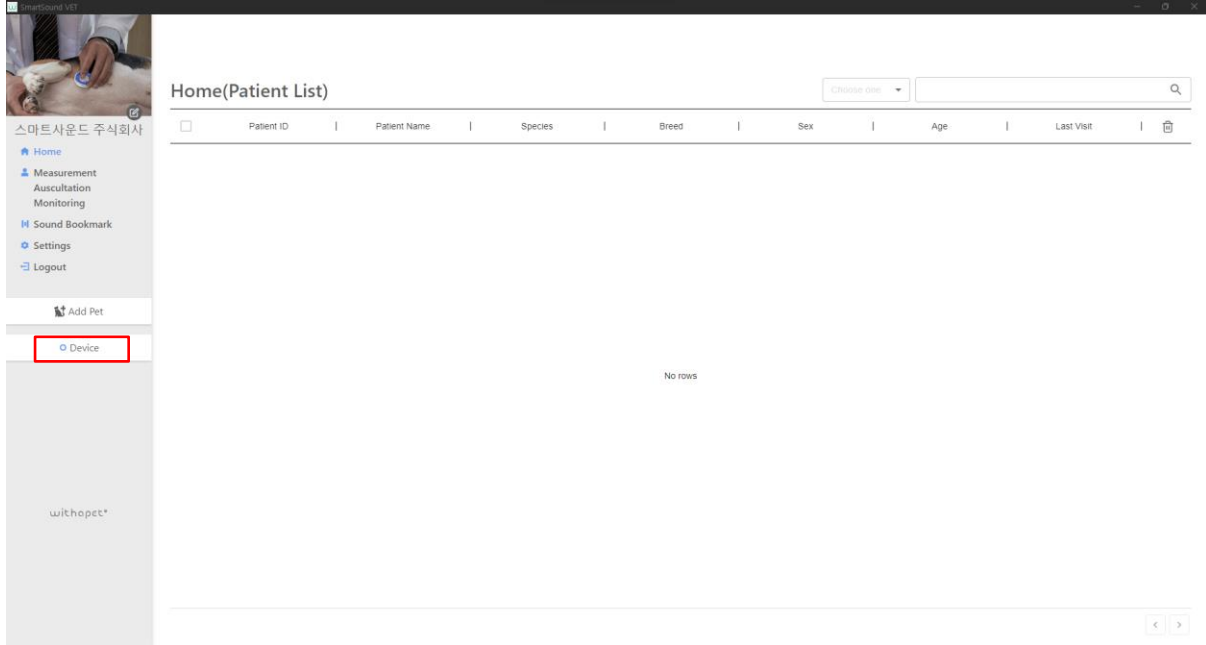 SmartSound VET
스마트사운드 주식회사
Home
Measurement
Auscultation
Monitoring
Sound Bookmark
Settings
Logout
Add Pet
Device
withapet
Home(Patient List)
Choose one
Patient ID | Patient Name | Species | Breed | Sex | Age | Last Visit |
No rows